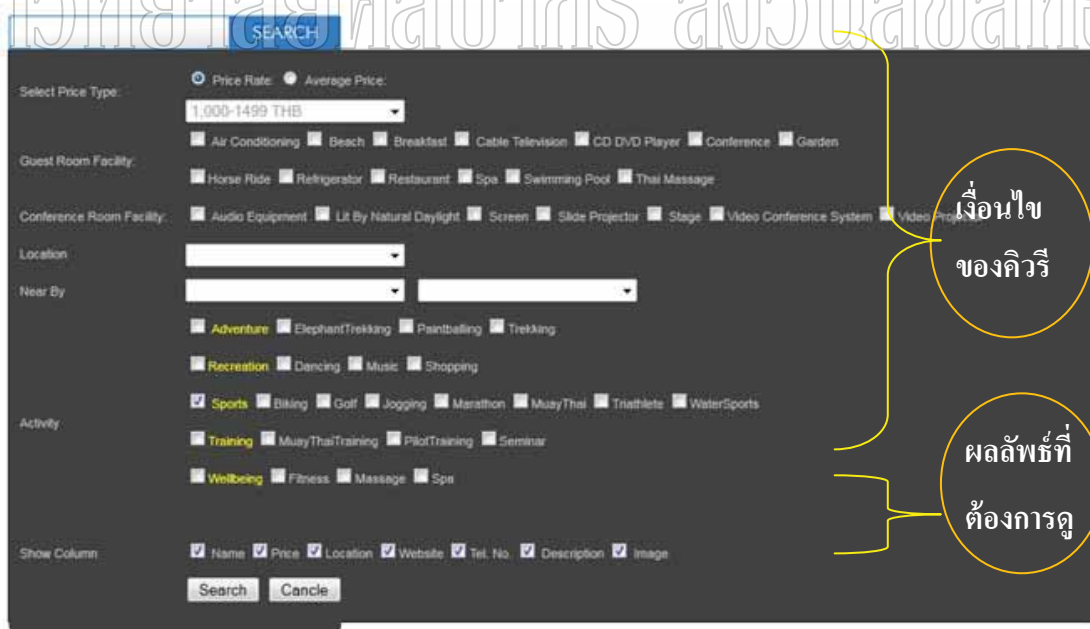 SEARCH
Select Price Type: Price Rate: Average Price:
1,000-1499 THB
Guest Room Facility: Air Conditioning Beach Breakfast Cable Television CD DVD Player Conference Garden
Horse Ride Refrigerator Restaurant Spa Swimming Pool Thai Massage
Conference Room Facility: Audio Equipment Lit By Natural Daylight Screen Slide Projector Stage Video Conference System Video
Location
Near By
Activity
Adventure ElephantTrekking Paintballing Trekking
Recreation Dancing Music Shopping
Sports Biking Golf Jogging Marathon MuayThai Triathlete WaterSports
Training MuayThaiTraining PilotTraining Seminar
Wellbeing Fitness Massage Spa
Show Column Name Price Location Website Tel. No. Description Image
Search Cancle
เงื่อนไข
ของคิวรี
ผลลัพธ์ที่
ต้องการดู